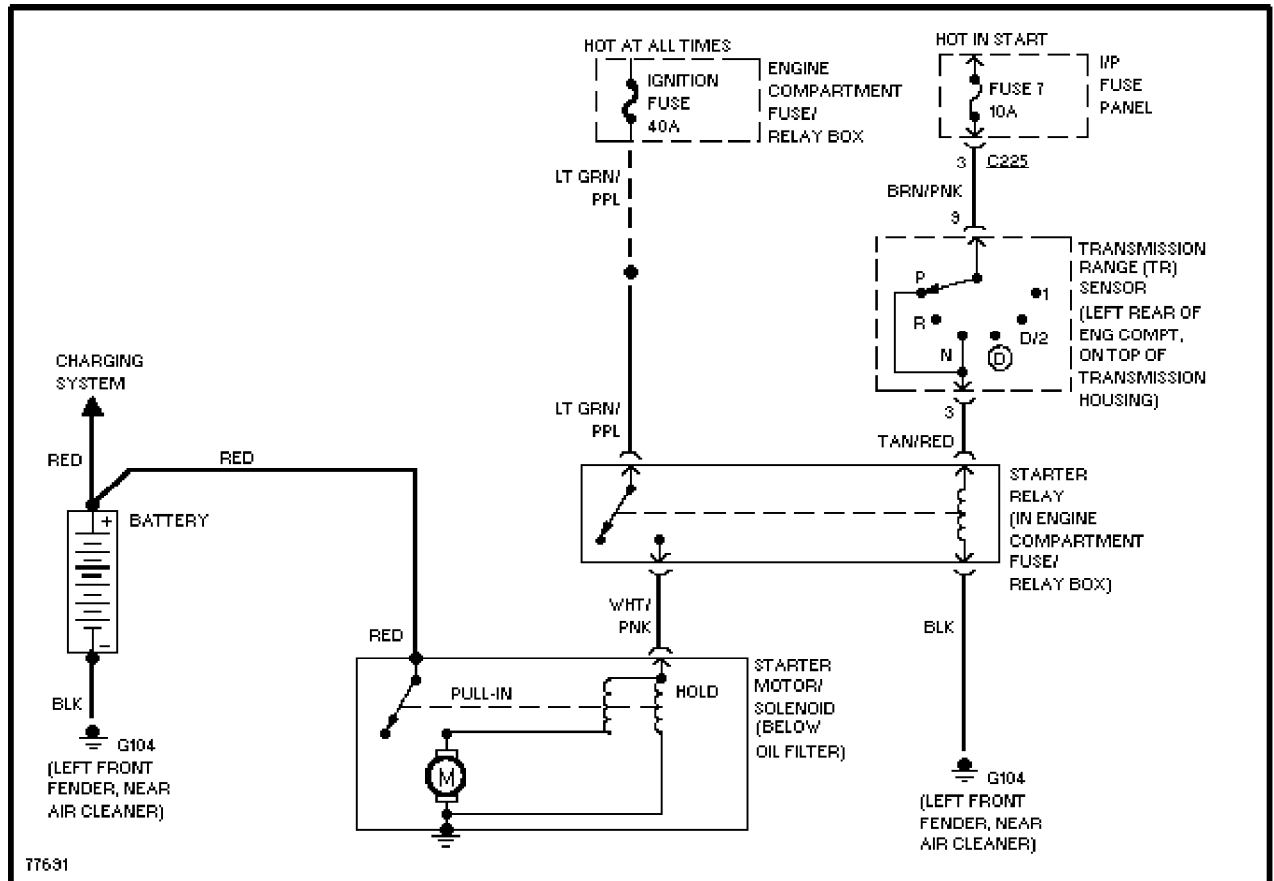 HOT AT ALL TIMES
IGNITION
FUSE
40A
ENGINE
COMPARTMENT
FUSE/
RELAY BOX
HOT IN START
FUSE 7
10A
I/P
FUSE
PANEL
3 C225
LT GRN/
PPL
BRN/PNK
9
TRANSMISSION
RANGE (TR)
SENSOR
(LEFT REAR OF
ENG COMPT,
ON TOP OF
TRANSMISSION
HOUSING)
P
R
N
D
D/2
1
3
TAN/RED
CHARGING
SYSTEM
RED
RED
BATTERY
+
-
LT GRN/
PPL
STARTER
RELAY
(IN ENGINE
COMPARTMENT
FUSE/
RELAY BOX)
WHT/
PNK
BLK
RED
STARTER
MOTOR/
SOLENOID
(BELOW
OIL FILTER)
PULL-IN
HOLD
M
BLK
G104
(LEFT FRONT
FENDER, NEAR
AIR CLEANER)
G104
(LEFT FRONT
FENDER, NEAR
AIR CLEANER)
77691